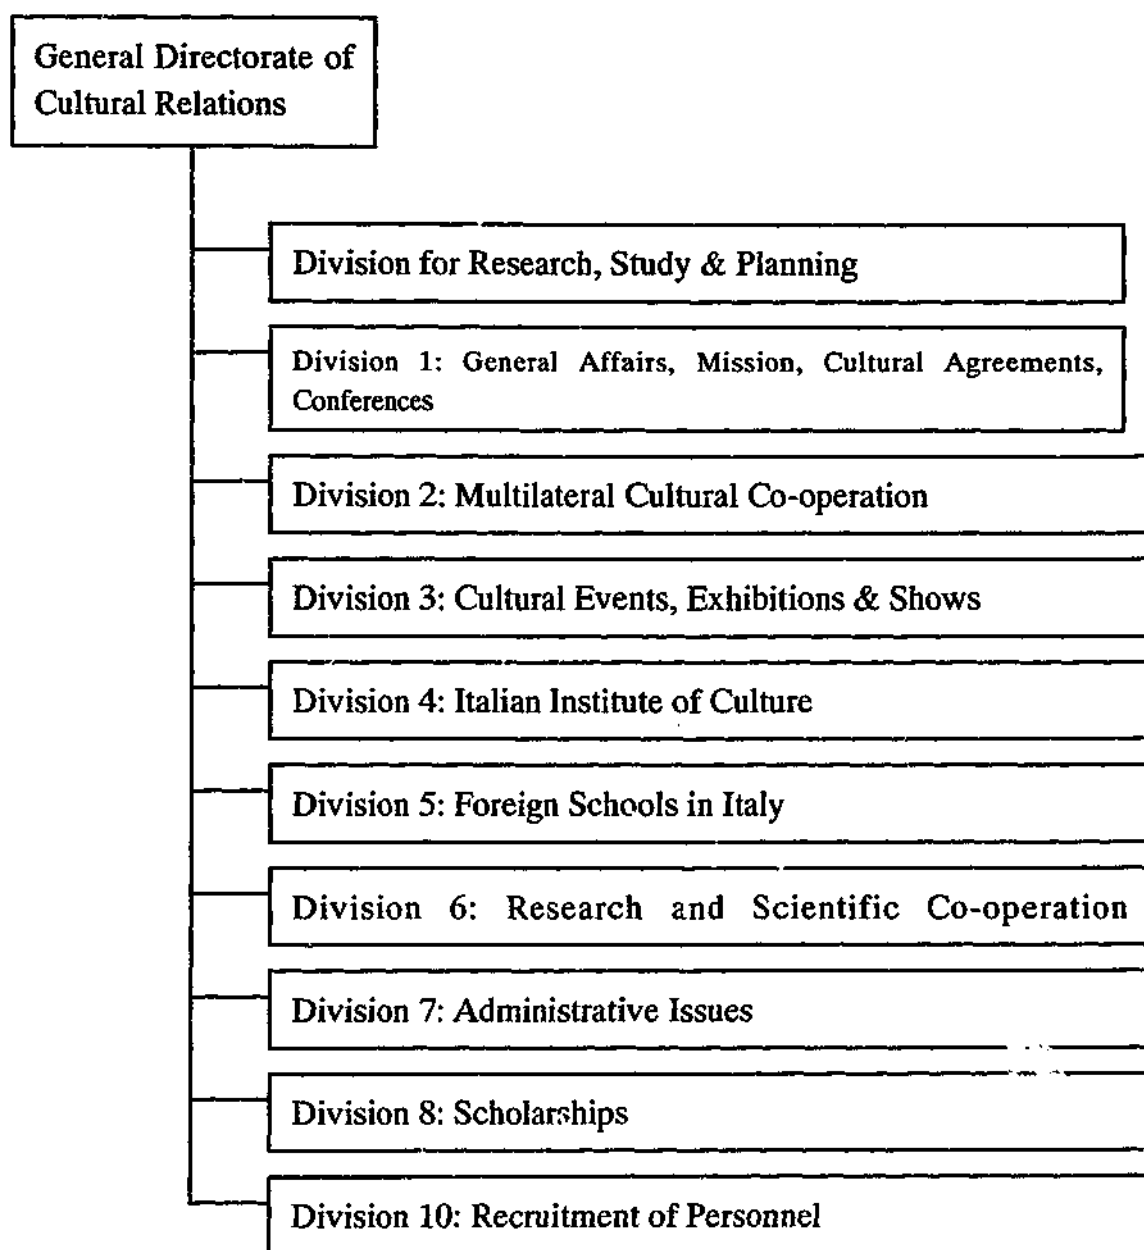 General Directorate of
Cultural Relations
Division for Research, Study & Planning
Division 1: General Affairs, Mission, Cultural Agreements,
Conferences
Division 2: Multilateral Cultural Co-operation
Division 3: Cultural Events, Exhibitions & Shows
Division 4: Italian Institute of Culture
Division 5: Foreign Schools in Italy
Division 6: Research and Scientific Co-operation
Division 7: Administrative Issues
Division 8: Scholarships
Division 10: Recruitment of Personnel